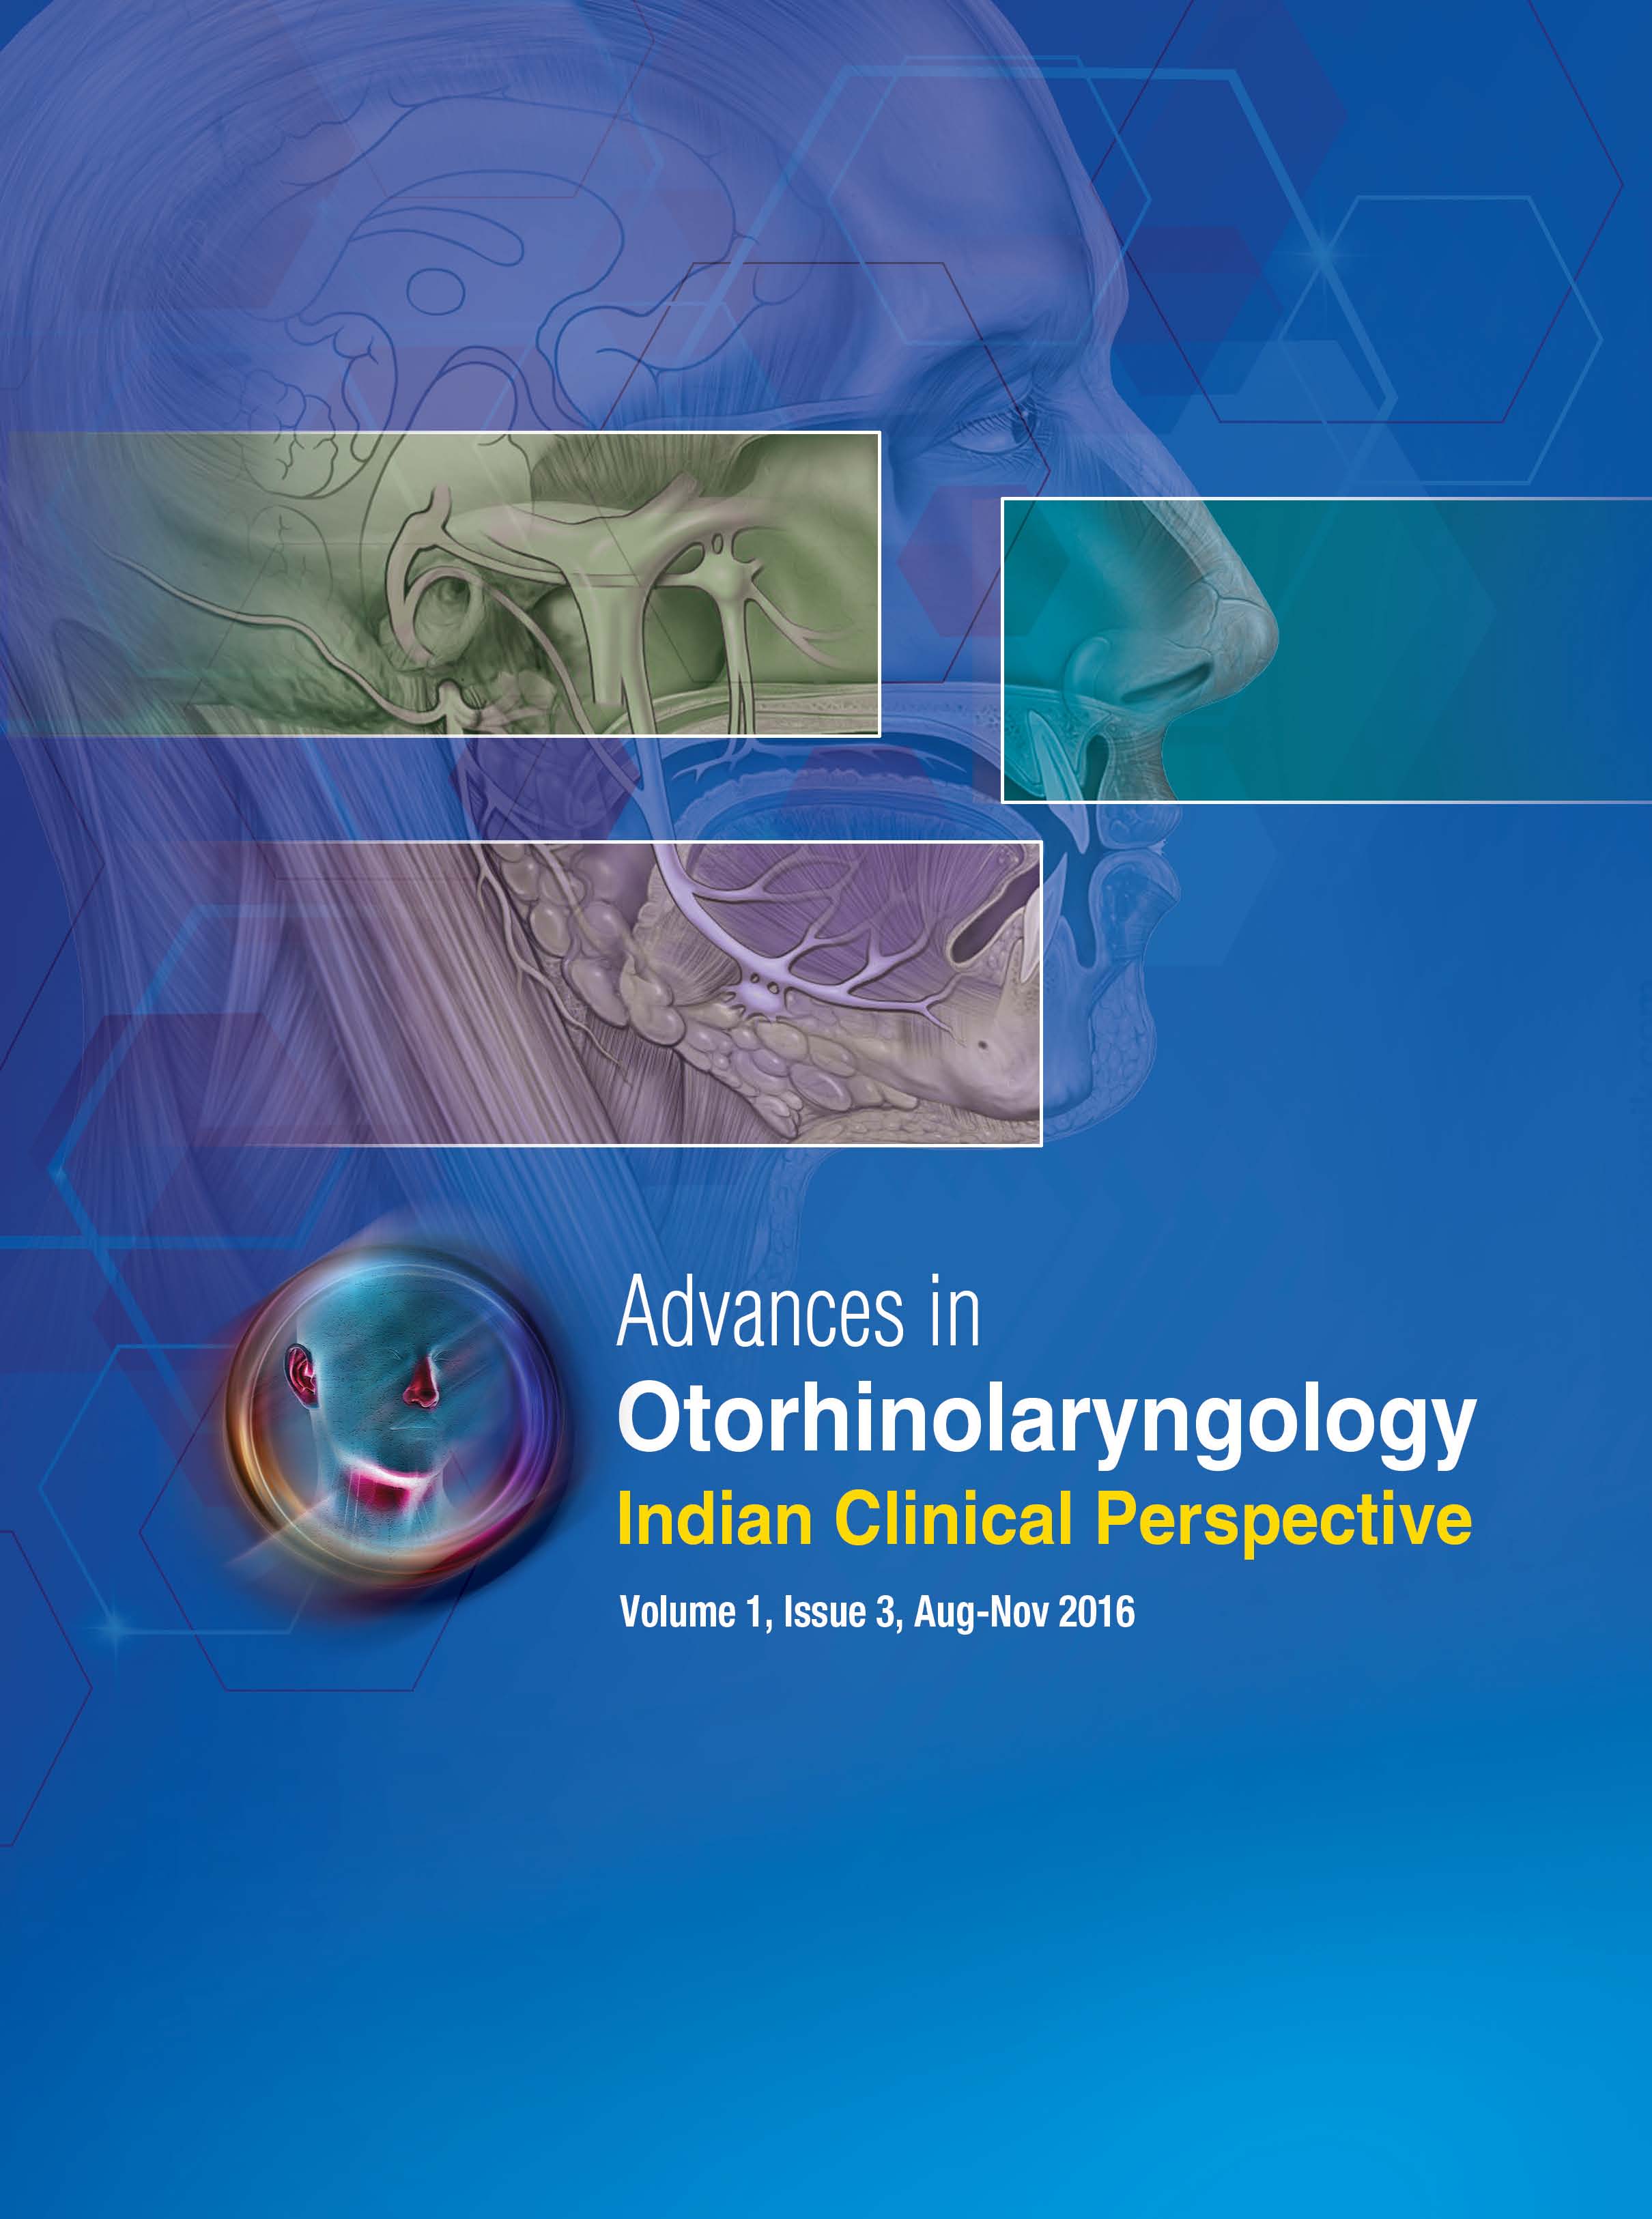 Advances in
Otorhinolaryngology
Indian Clinical Perspective
Volume 1, Issue 3, Aug-Nov 2016